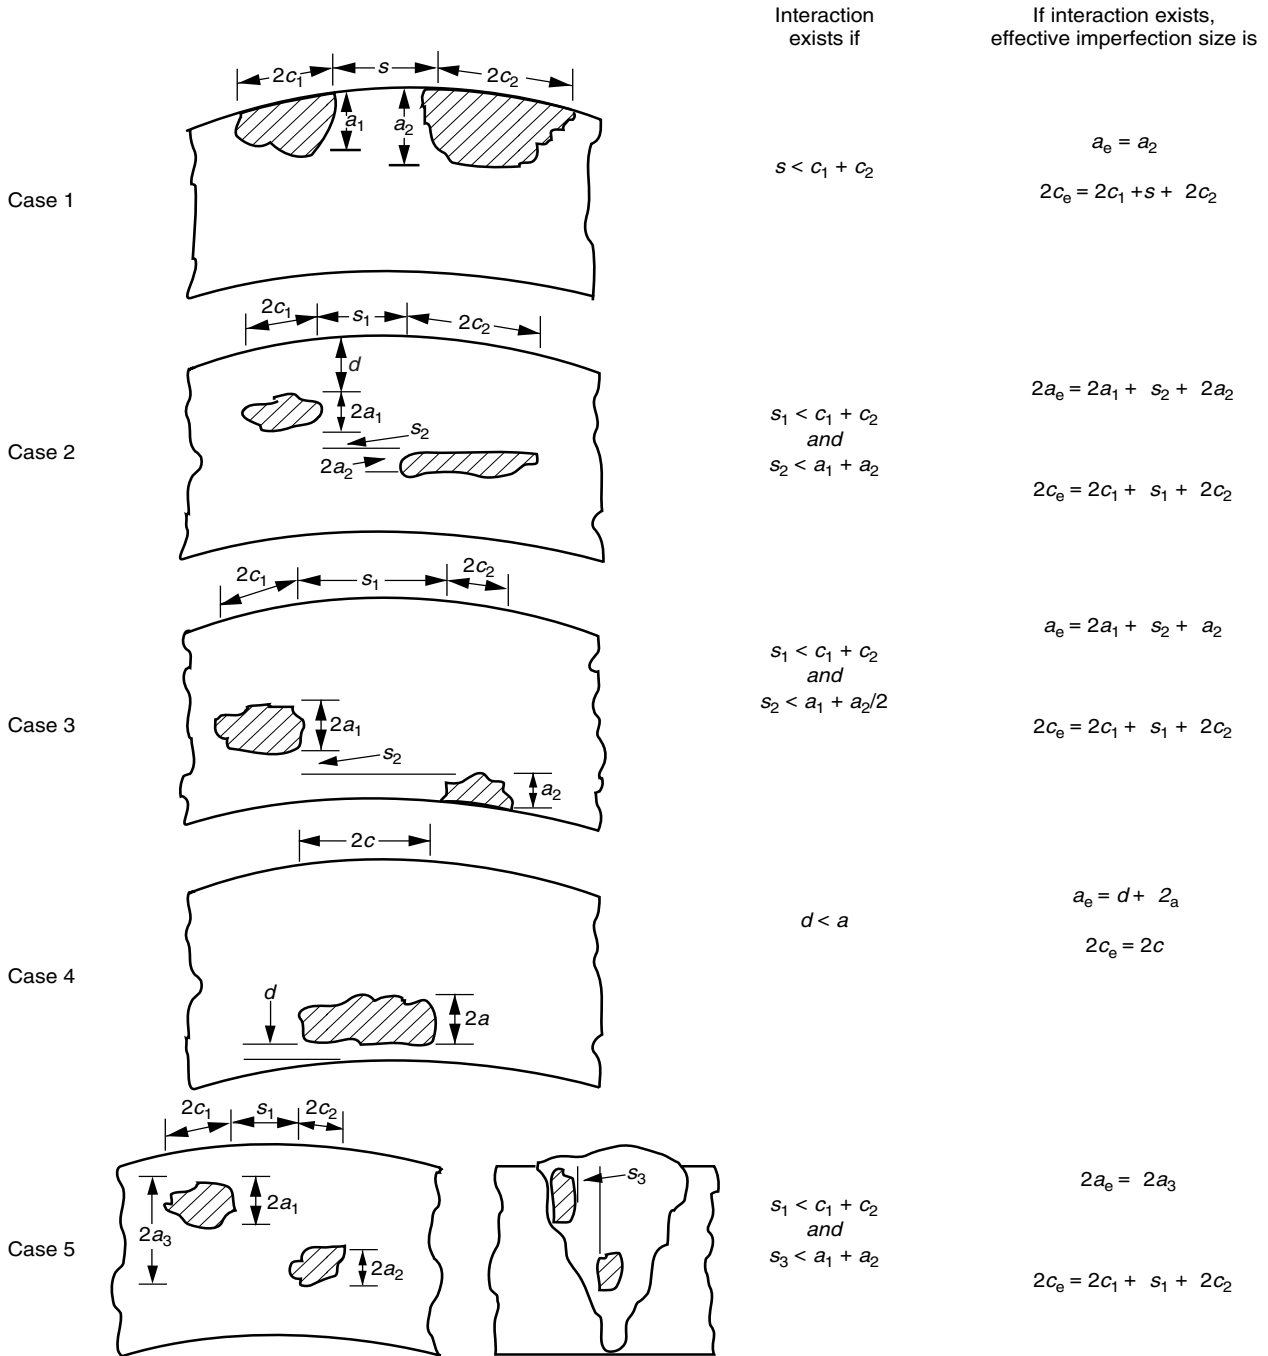 Interaction
exists if
If interaction exists,
effective imperfection size is
Case 1
2c₁
s
2c₂
a₁
a₂
s < c₁ + c₂
aₑ = a₂
2cₑ = 2c₁ +s + 2c₂
Case 2
2c₁
s₁
2c₂
d
2a₁
s₂
2a₂
s₁ < c₁ + c₂
and
s₂ < a₁ + a₂
2aₑ = 2a₁ + s₂ + 2a₂
2cₑ = 2c₁ + s₁ + 2c₂
Case 3
2c₁
s₁
2c₂
2a₁
s₂
a₂
s₁ < c₁ + c₂
and
s₂ < a₁ + a₂/2
aₑ = 2a₁ + s₂ + a₂
2cₑ = 2c₁ + s₁ + 2c₂
Case 4
2c
d
2a
d < a
aₑ = d + 2ₐ
2cₑ = 2c
Case 5
2c₁
s₁
2c₂
2a₁
2a₃
2a₂
s₃
s₁ < c₁ + c₂
and
s₃ < a₁ + a₂
2aₑ = 2a₃
2cₑ = 2c₁ + s₁ + 2c₂